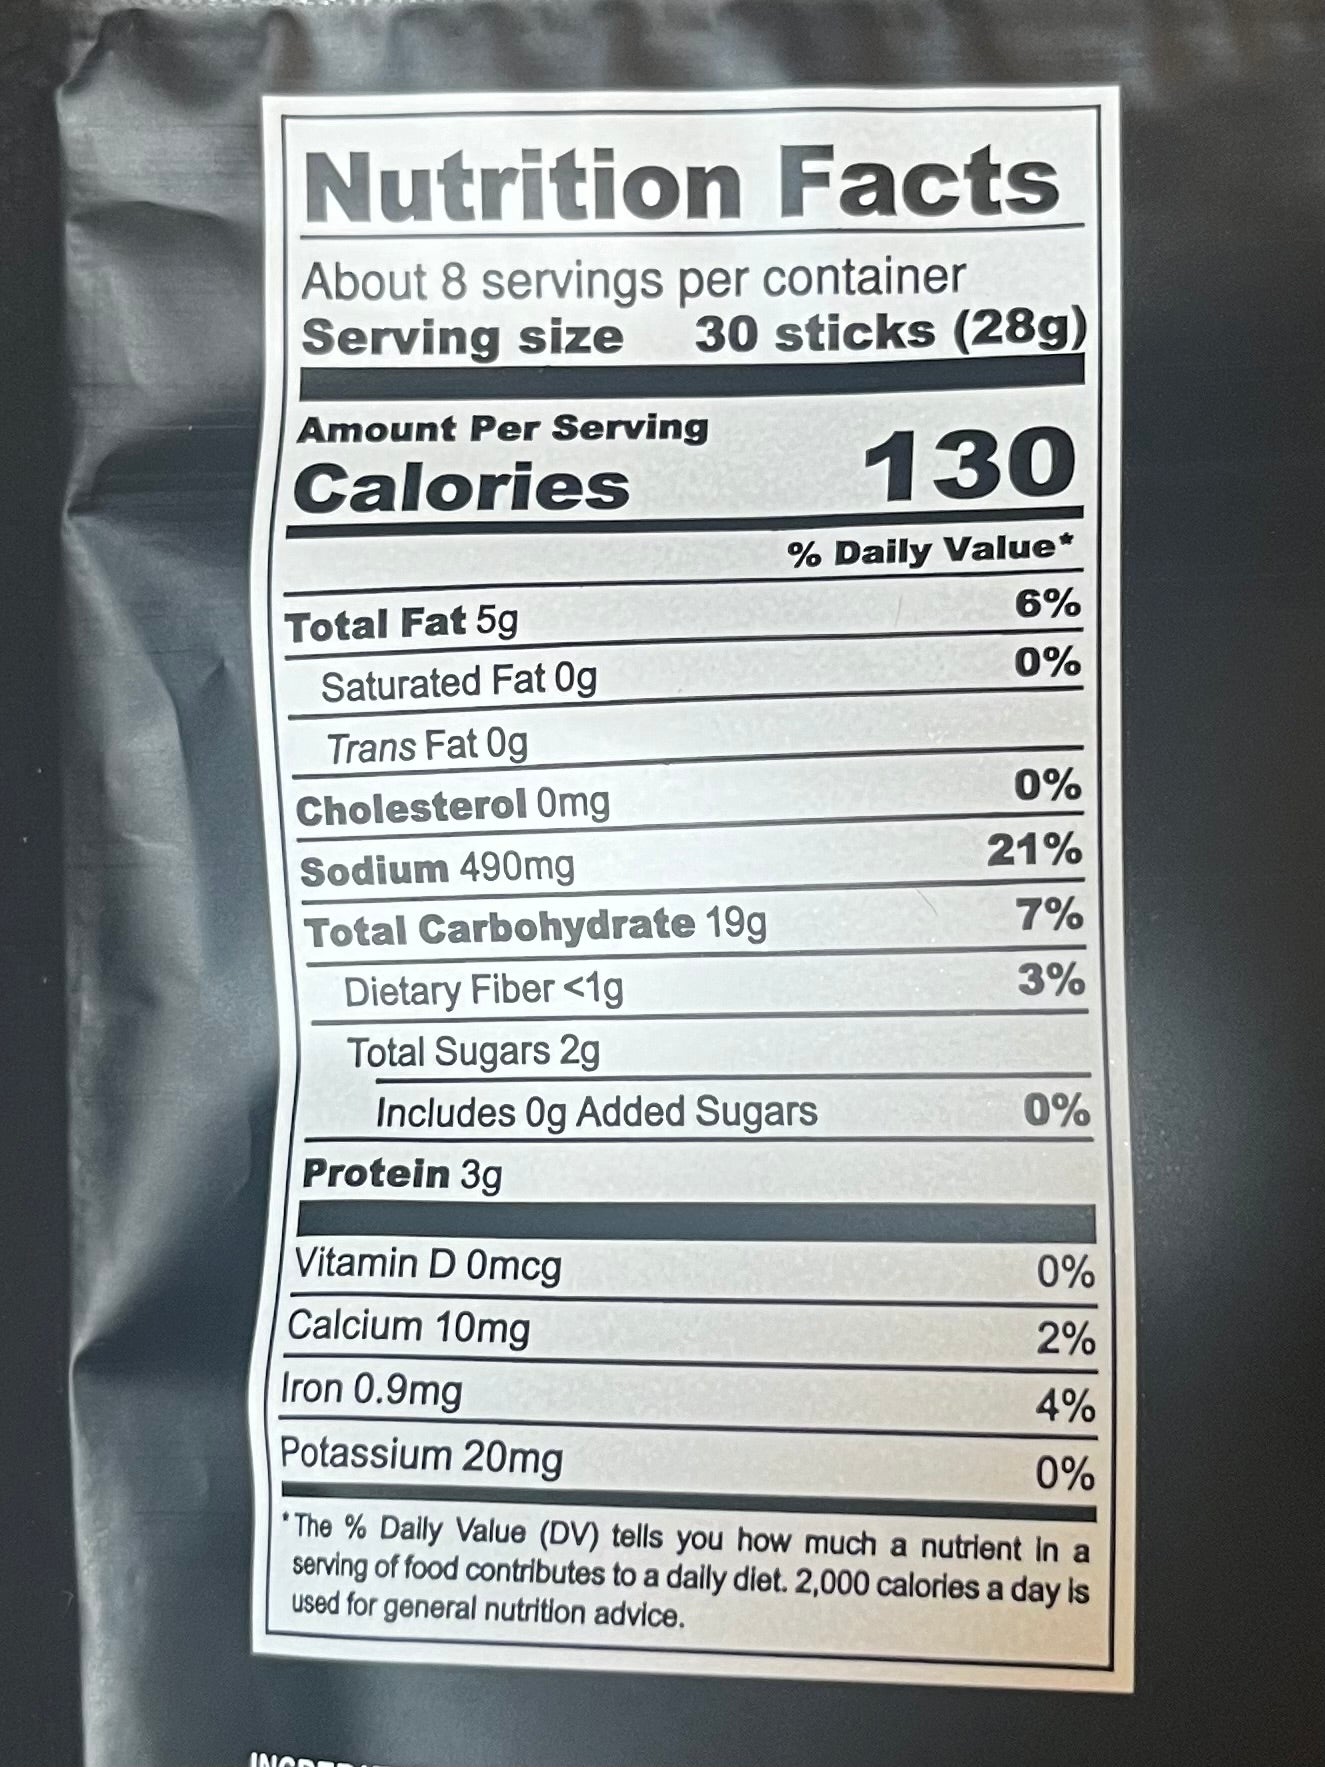 Nutrition Facts
About 8 servings per container
Serving size 30 sticks (28g)
Amount Per Serving
Calories 130
% Daily Value*
Total Fat 5g 6%
Saturated Fat 0g 0%
Trans Fat 0g
Cholesterol 0mg 0%
Sodium 490mg 21%
Total Carbohydrate 19g 7%
Dietary Fiber <1g 3%
Total Sugars 2g
Includes 0g Added Sugars 0%
Protein 3g
Vitamin D 0mcg 0%
Calcium 10mg 2%
Iron 0.9mg 4%
Potassium 20mg 0%
*The % Daily Value (DV) tells you how much a nutrient in a
serving of food contributes to a daily diet. 2,000 calories a day is
used for general nutrition advice.